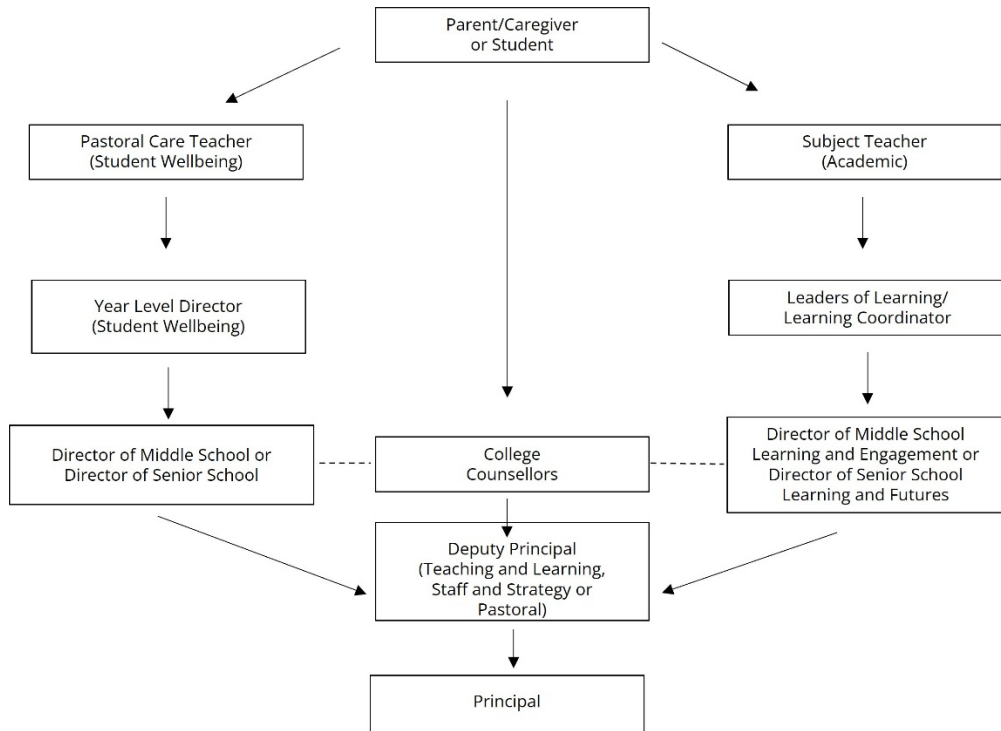 Parent/Caregiver
or Student
Pastoral Care Teacher
(Student Wellbeing)
Subject Teacher
(Academic)
Year Level Director
(Student Wellbeing)
Leaders of Learning/
Learning Coordinator
Director of Middle School or
Director of Senior School
College
Counsellors
Director of Middle School
Learning and Engagement or
Director of Senior School
Learning and Futures
Deputy Principal
(Teaching and Learning,
Staff and Strategy or
Pastoral)
Principal